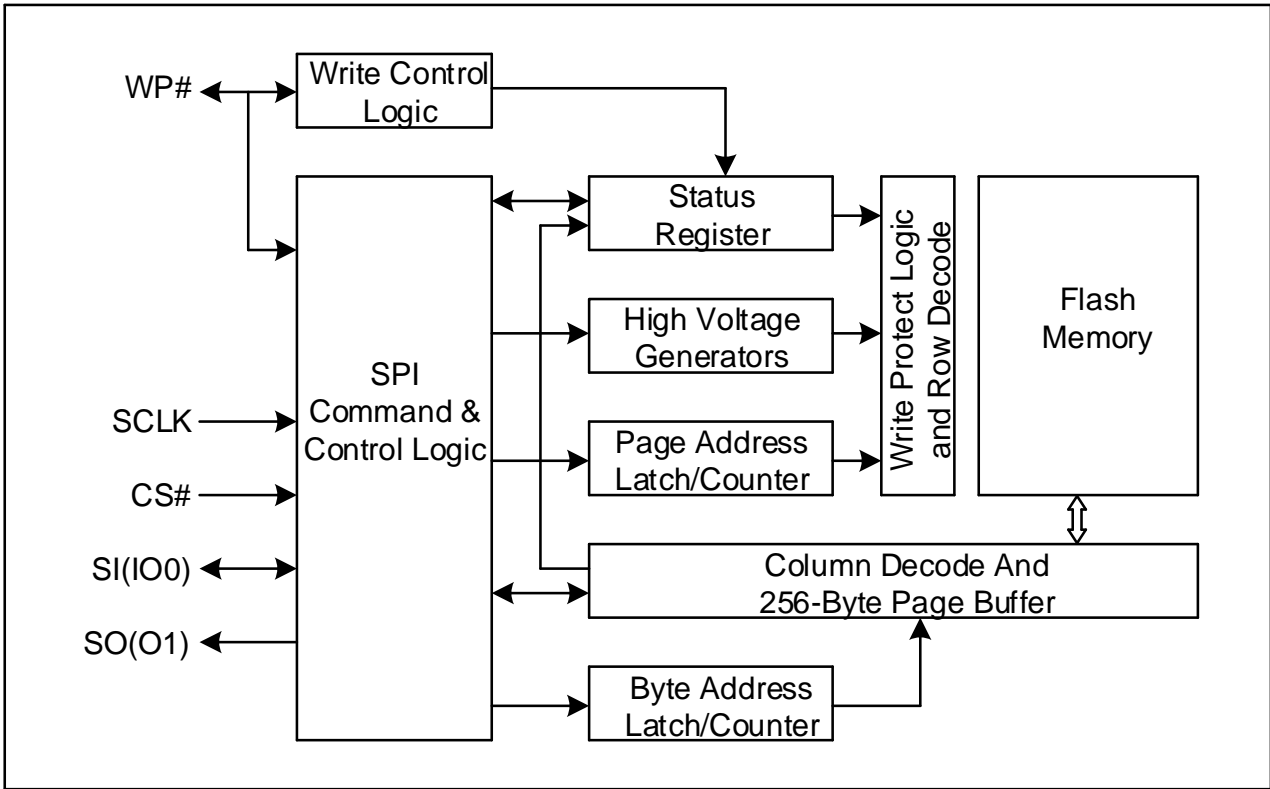 WP#
Write Control
Logic
Status
Register
Write Protect Logic
and Row Decode
Flash
Memory
High Voltage
Generators
SPI
Command &
Control Logic
SCLK
Page Address
Latch/Counter
CS#
SI(IO0)
Column Decode And
256-Byte Page Buffer
SO(O1)
Byte Address
Latch/Counter